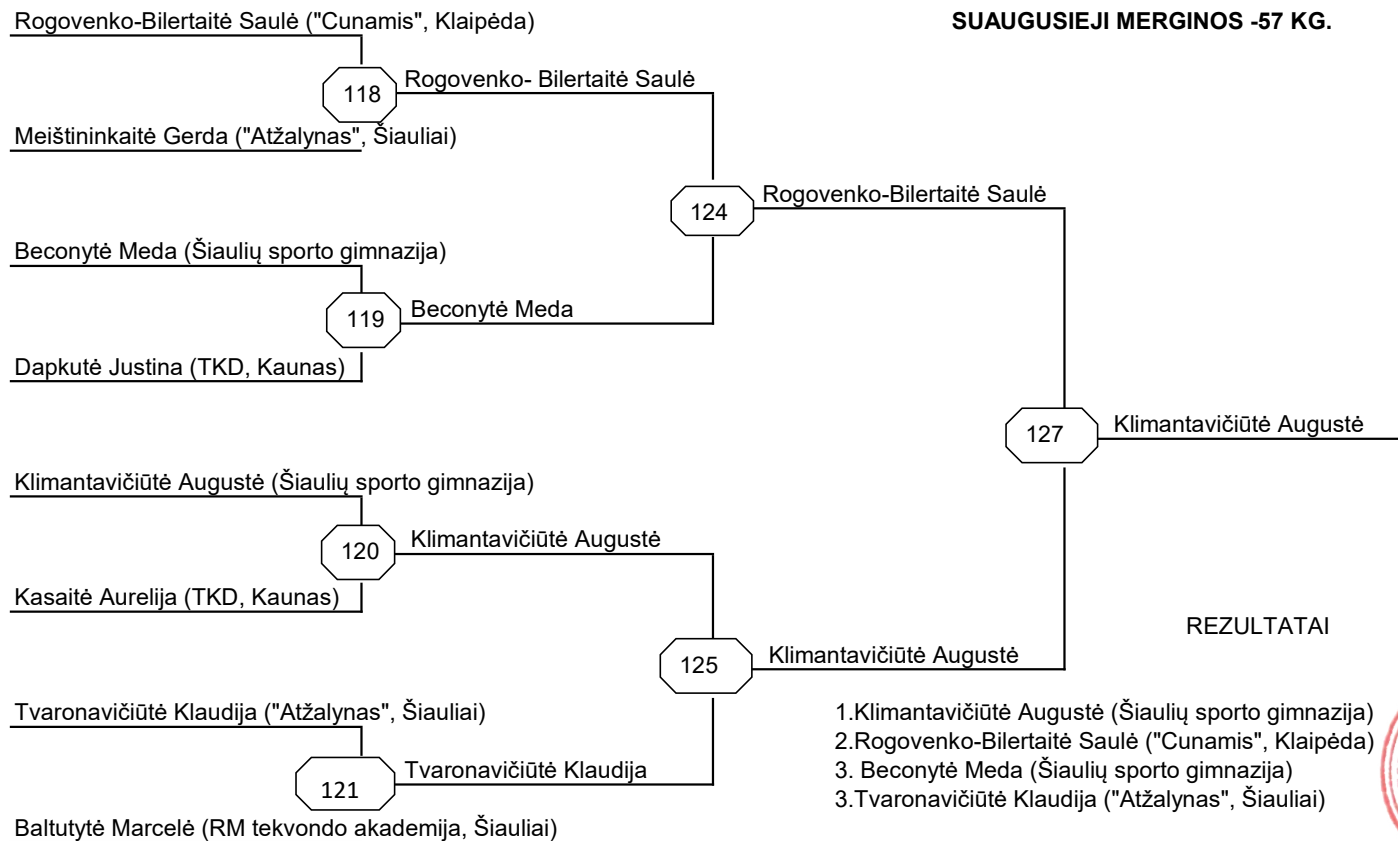 Rogovenko-Bilertaitė Saulė ("Cunamis", Klaipėda)
SUAUGUSIEJI MERGINOS -57 KG.
118
Rogovenko- Bilertaitė Saulė
Meištininkaitė Gerda ("Atžalynas", Šiauliai)
124
Rogovenko-Bilertaitė Saulė
Beconytė Meda (Šiaulių sporto gimnazija)
119
Beconytė Meda
Dapkutė Justina (TKD, Kaunas)
127
Klimantavičiūtė Augustė
Klimantavičiūtė Augustė (Šiaulių sporto gimnazija)
120
Klimantavičiūtė Augustė
Kasaitė Aurelija (TKD, Kaunas)
REZULTATAI
125
Klimantavičiūtė Augustė
Tvaronavičiūtė Klaudija ("Atžalynas", Šiauliai)
121
Tvaronavičiūtė Klaudija
Baltutytė Marcelė (RM tekvondo akademija, Šiauliai)
1.Klimantavičiūtė Augustė (Šiaulių sporto gimnazija)
2.Rogovenko-Bilertaitė Saulė ("Cunamis", Klaipėda)
3. Beconytė Meda (Šiaulių sporto gimnazija)
3.Tvaronavičiūtė Klaudija ("Atžalynas", Šiauliai)